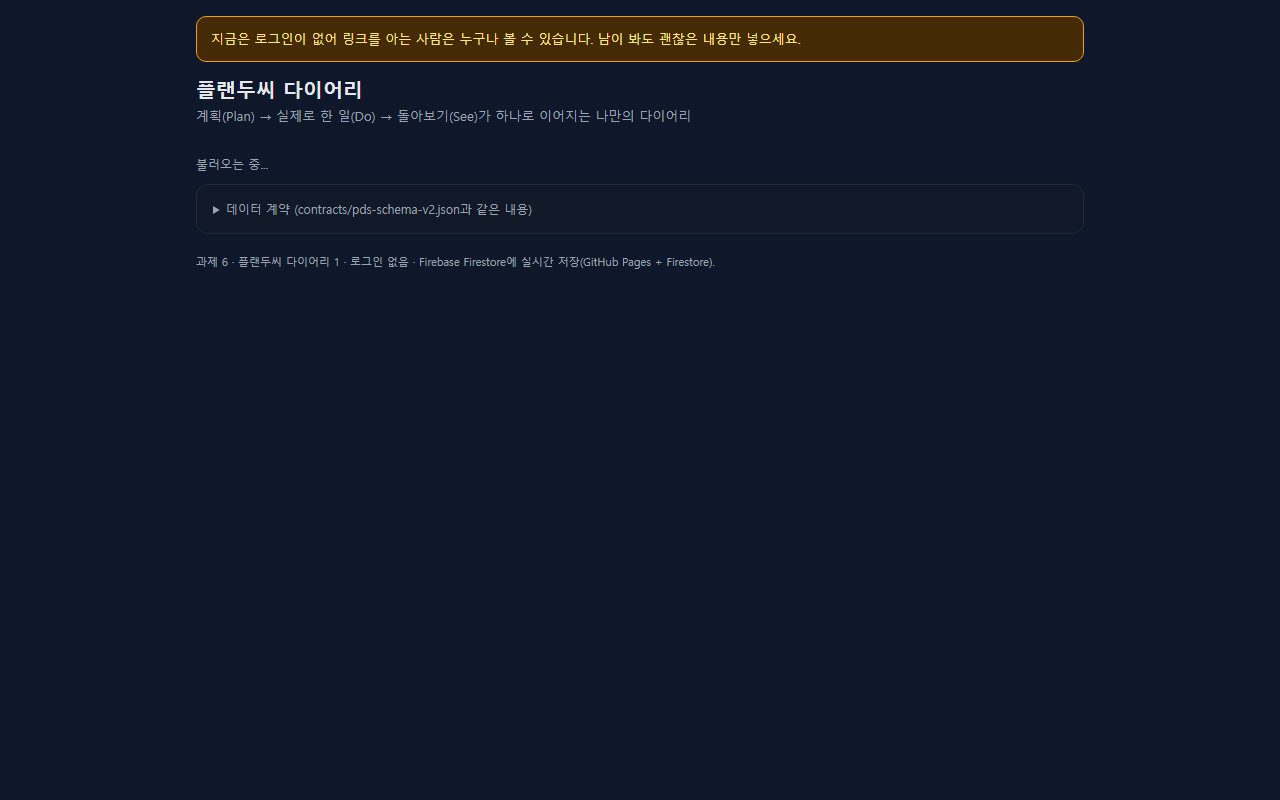 지금은 로그인이 없어 링크를 아는 사람은 누구나 볼 수 있습니다. 남이 봐도 괜찮은 내용만 넣으세요.
플랜두씨 다이어리
계획(Plan) → 실제로 한 일(Do) → 돌아보기(See)가 하나로 이어지는 나만의 다이어리
불러오는 중…
▶ 데이터 계약 (contracts/pds-schema-v2.json과 같은 내용)
과제 6 · 플랜두씨 다이어리 1 · 로그인 없음 · Firebase Firestore에 실시간 저장(GitHub Pages + Firestore).